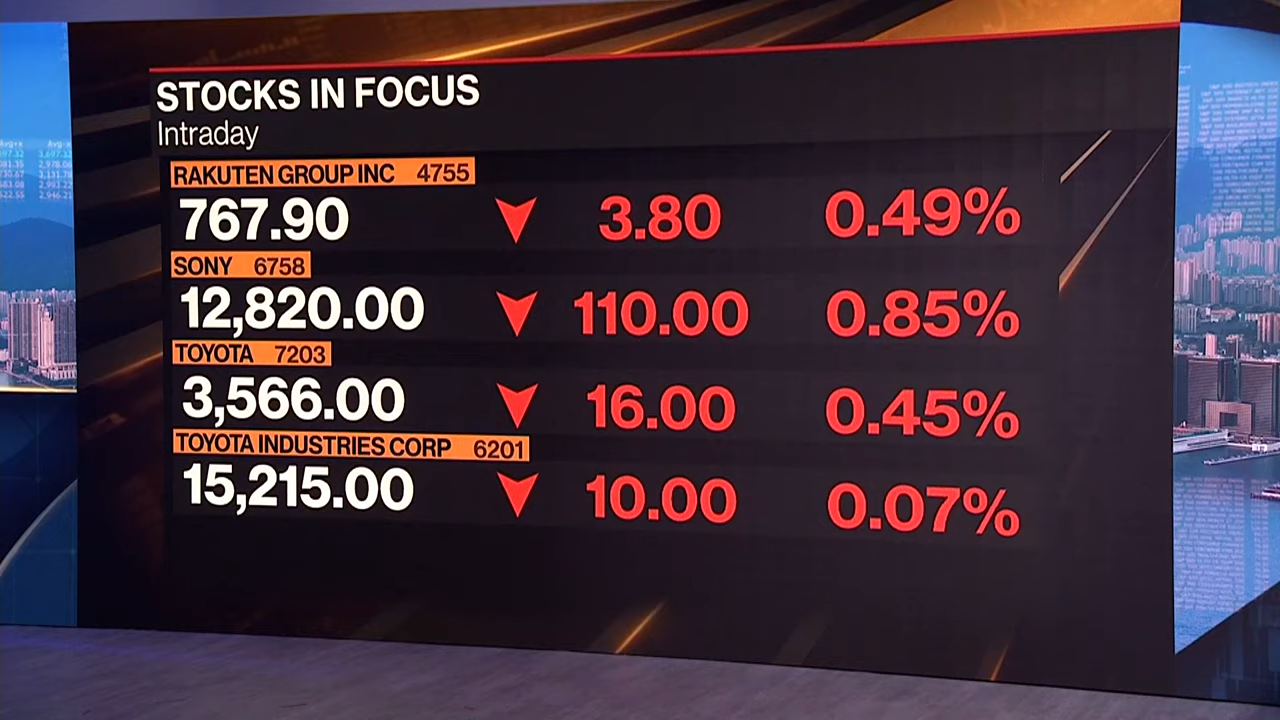 STOCKS IN FOCUS
Intraday
RAKUTEN GROUP INC 4755
767.90 ▼ 3.80 0.49%
SONY 6758
12,820.00 ▼ 110.00 0.85%
TOYOTA 7203
3,566.00 ▼ 16.00 0.45%
TOYOTA INDUSTRIES CORP 6201
15,215.00 ▼ 10.00 0.07%